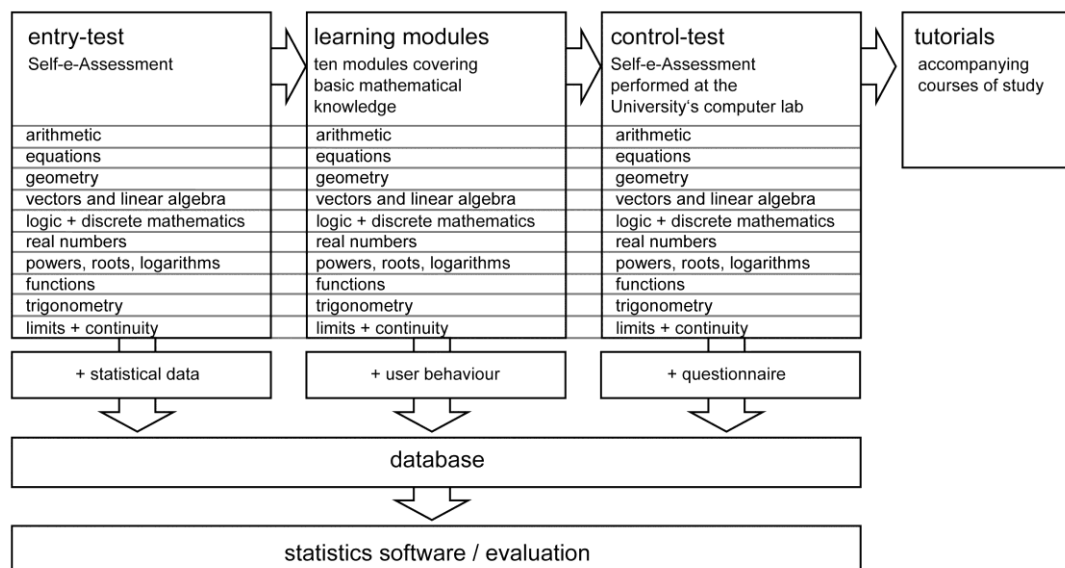 entry-test
Self-e-Assessment
learning modules
ten modules covering
basic mathematical
knowledge
control-test
Self-e-Assessment
performed at the
University's computer lab
tutorials
accompanying
courses of study
arithmetic
equations
geometry
vectors and linear algebra
logic + discrete mathematics
real numbers
powers, roots, logarithms
functions
trigonometry
limits + continuity
arithmetic
equations
geometry
vectors and linear algebra
logic + discrete mathematics
real numbers
powers, roots, logarithms
functions
trigonometry
limits + continuity
arithmetic
equations
geometry
vectors and linear algebra
logic + discrete mathematics
real numbers
powers, roots, logarithms
functions
trigonometry
limits + continuity
+ statistical data
+ user behaviour
+ questionnaire
database
statistics software / evaluation